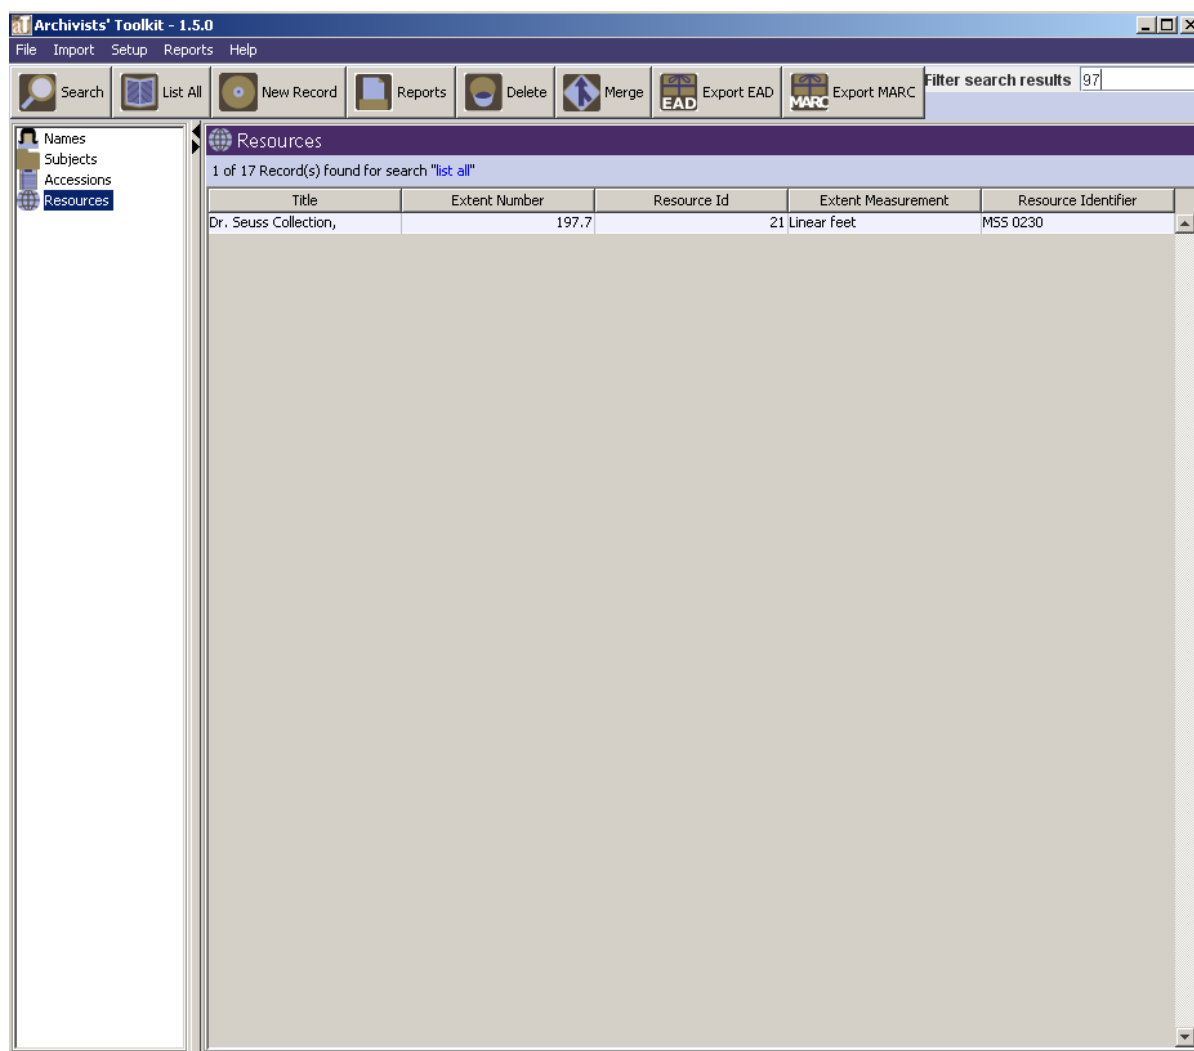 Archivists' Toolkit - 1.5.0
File Import Setup Reports Help
Search List All New Record Reports Delete Merge EAD Export EAD MARC Export MARC Filter search results 97
Names
Subjects
Accessions
Resources
Resources
1 of 17 Record(s) found for search "list all"
Title Extent Number Resource Id Extent Measurement Resource Identifier
Dr. Seuss Collection, 197.7 21 Linear feet MSS 0230